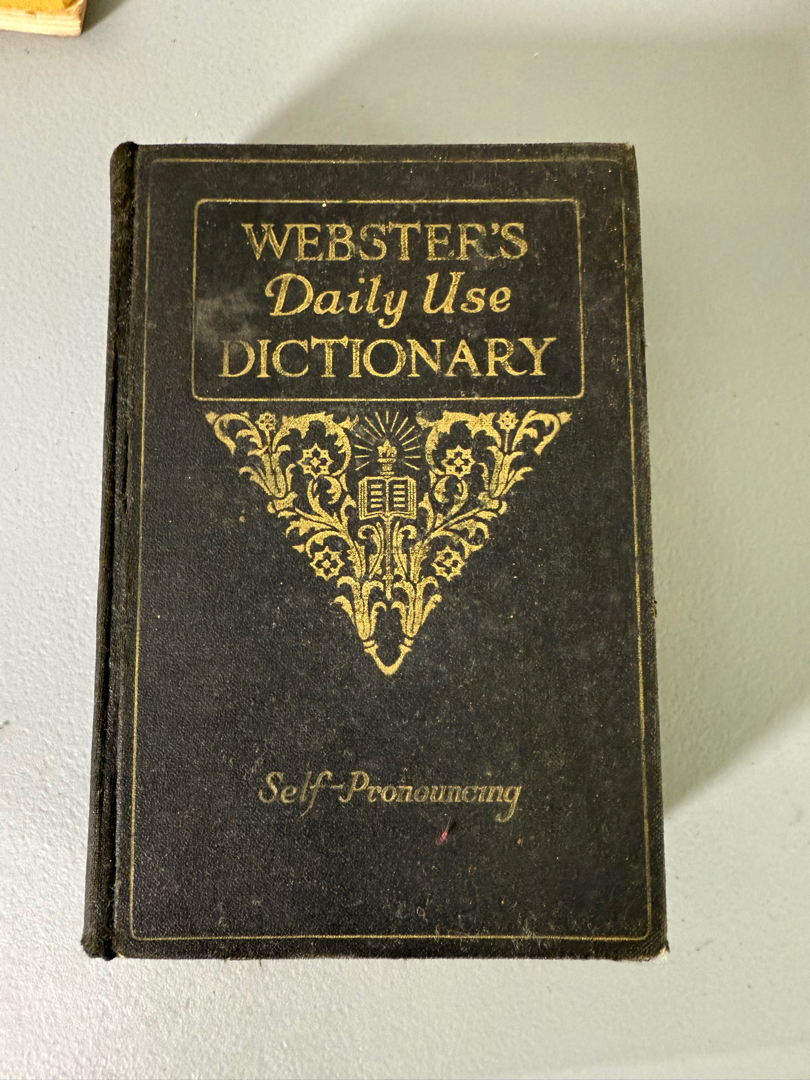 WEBSTER'S
Daily Use
DICTIONARY
Self-Pronouncing